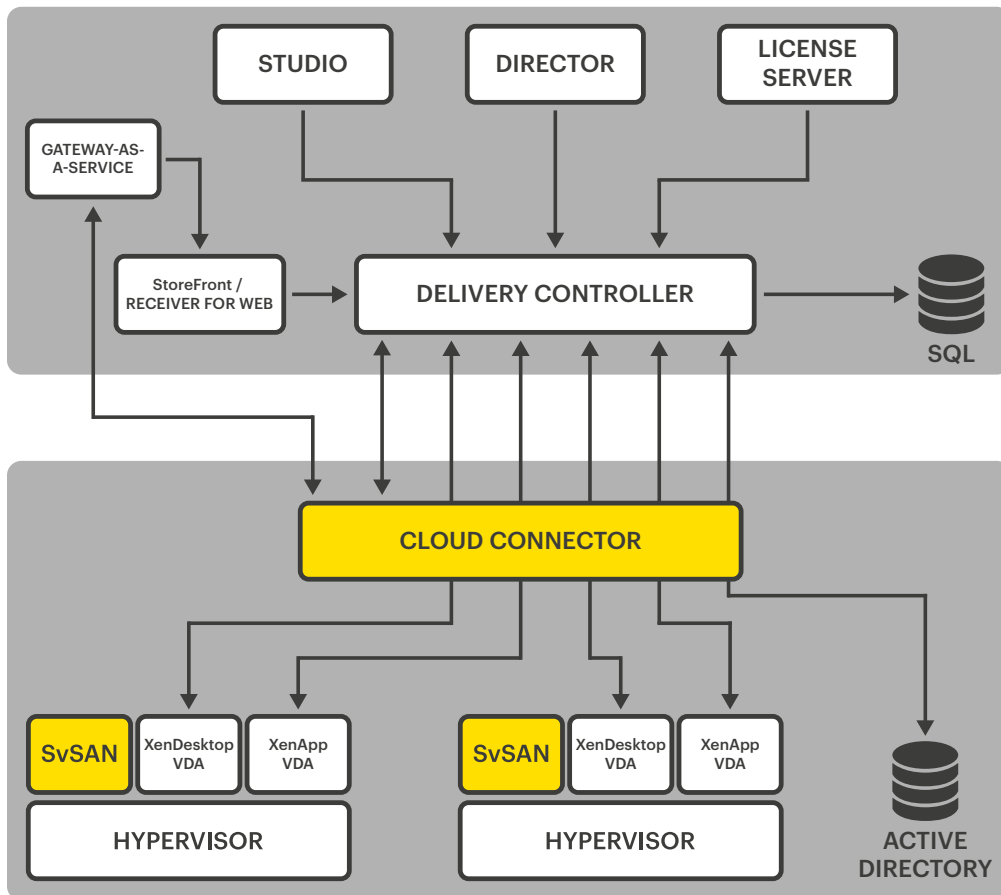 STUDIO
DIRECTOR
LICENSE
SERVER
GATEWAY-AS-
A-SERVICE
StoreFront /
RECEIVER FOR WEB
DELIVERY CONTROLLER
SQL
CLOUD CONNECTOR
SvSAN
XenDesktop
VDA
XenApp
VDA
HYPERVISOR
SvSAN
XenDesktop
VDA
XenApp
VDA
HYPERVISOR
ACTIVE
DIRECTORY